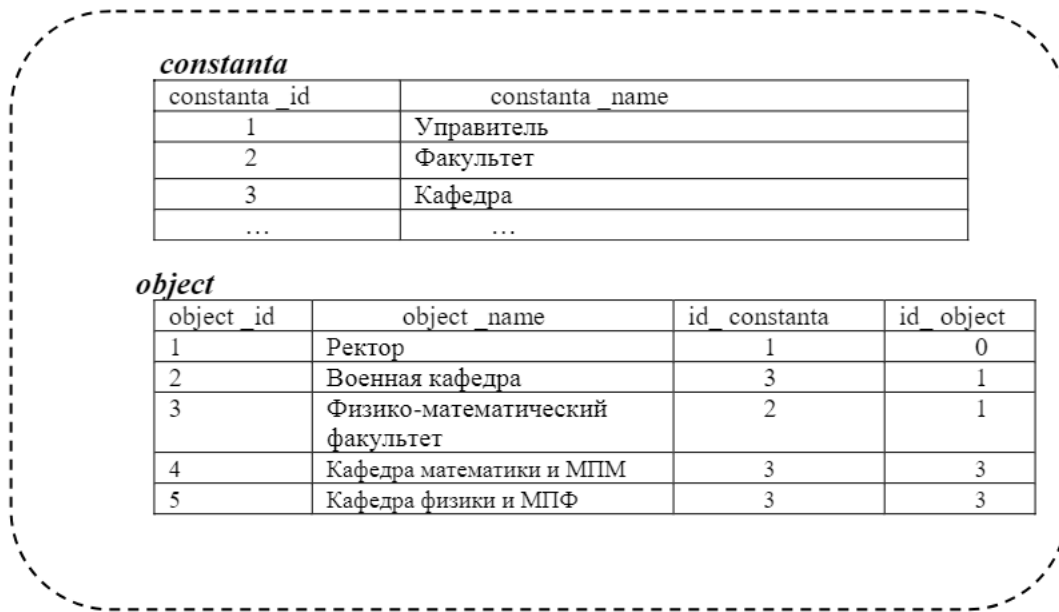 constanta
constanta _id constanta _name
1 Управитель
2 Факультет
3 Кафедра
... ...
object
object _id object _name id_ constanta id_ object
1 Ректор 1 0
2 Военная кафедра 3 1
3 Физико-математический 2 1
факультет
4 Кафедра математики и МПМ 3 3
5 Кафедра физики и МПФ 3 3